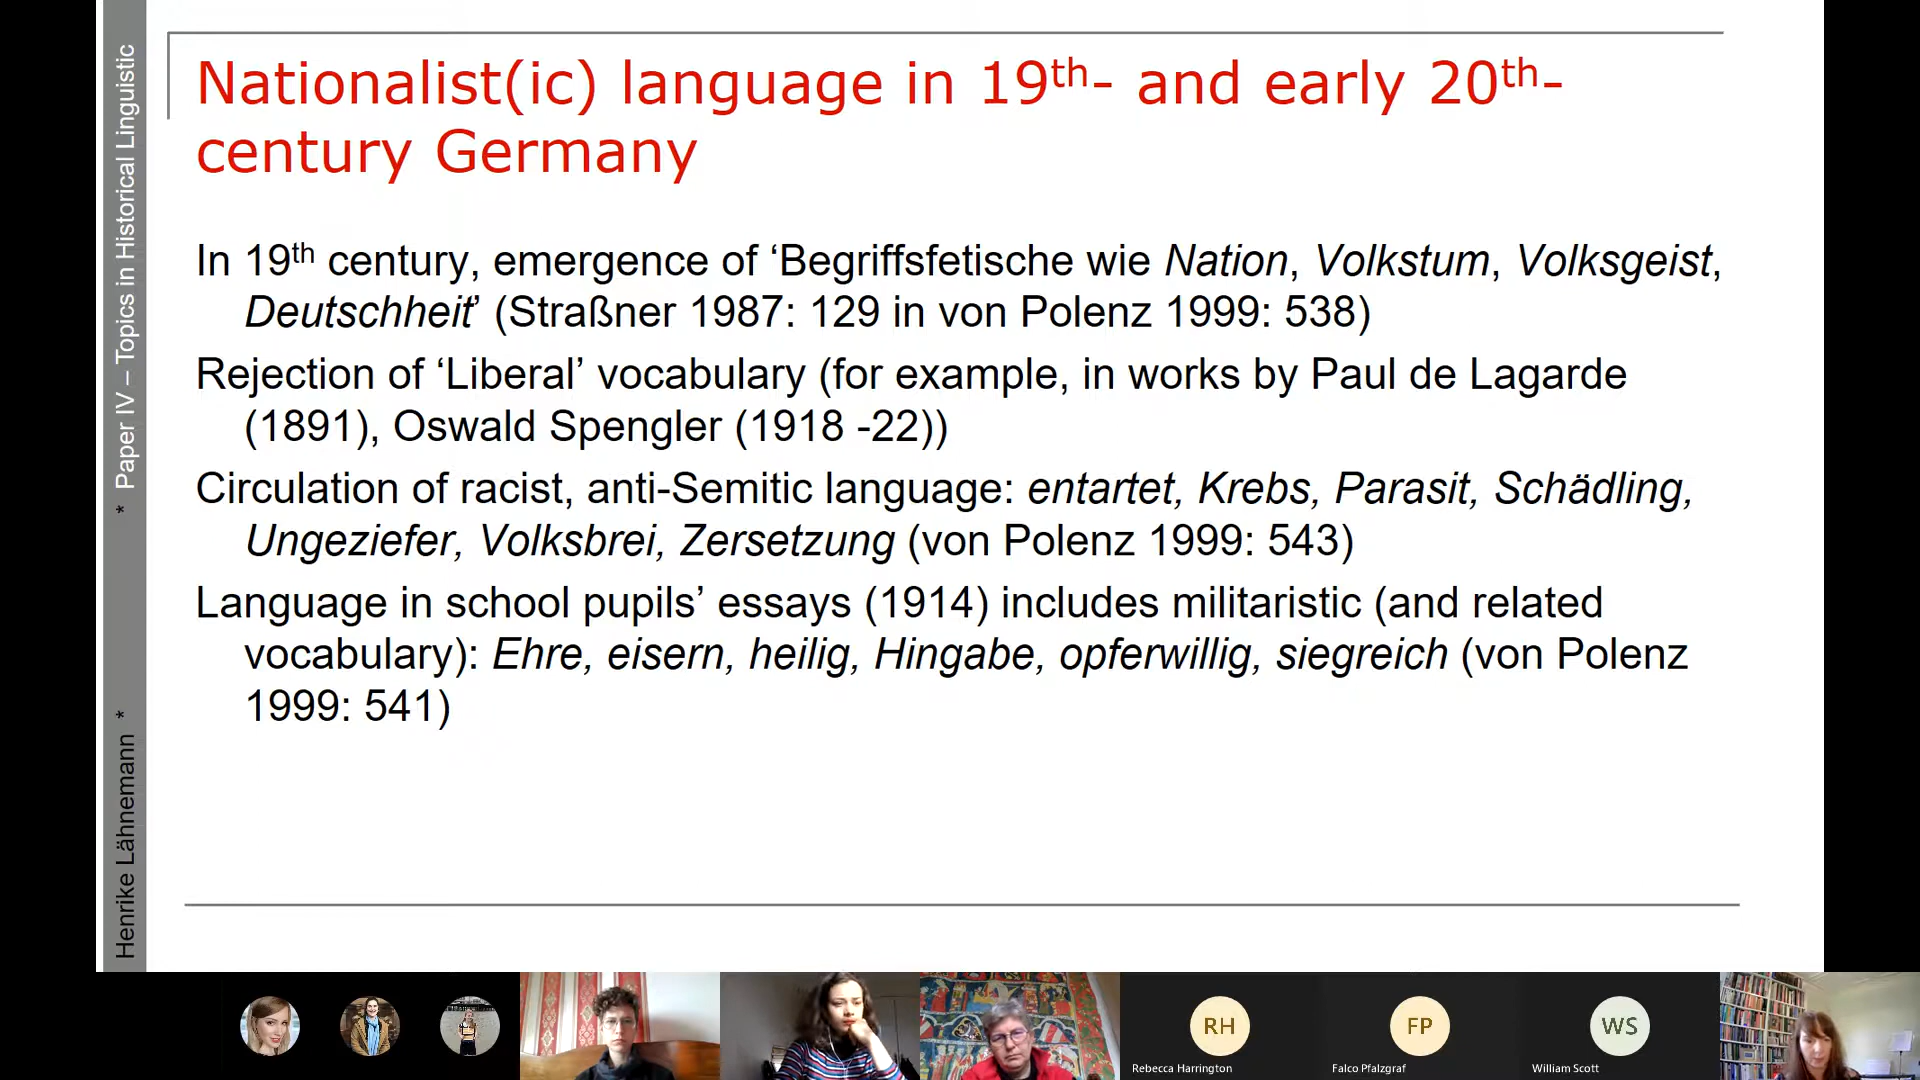 Nationalist(ic) language in 19th- and early 20th-
century Germany
In 19th century, emergence of ‘Begriffsfetische wie Nation, Volkstum, Volksgeist,
Deutschheit’ (Straßner 1987: 129 in von Polenz 1999: 538)
Rejection of ‘Liberal’ vocabulary (for example, in works by Paul de Lagarde
(1891), Oswald Spengler (1918 -22))
Circulation of racist, anti-Semitic language: entartet, Krebs, Parasit, Schädling,
Ungeziefer, Volksbrei, Zersetzung (von Polenz 1999: 543)
Language in school pupils’ essays (1914) includes militaristic (and related
vocabulary): Ehre, eisern, heilig, Hingabe, opferwillig, siegreich (von Polenz
1999: 541)
Henrike Lähnemann * * Paper IV – Topics in Historical Linguistic
RH
FP
WS
Rebecca Harrington
Falco Pfalzgraf
William Scott